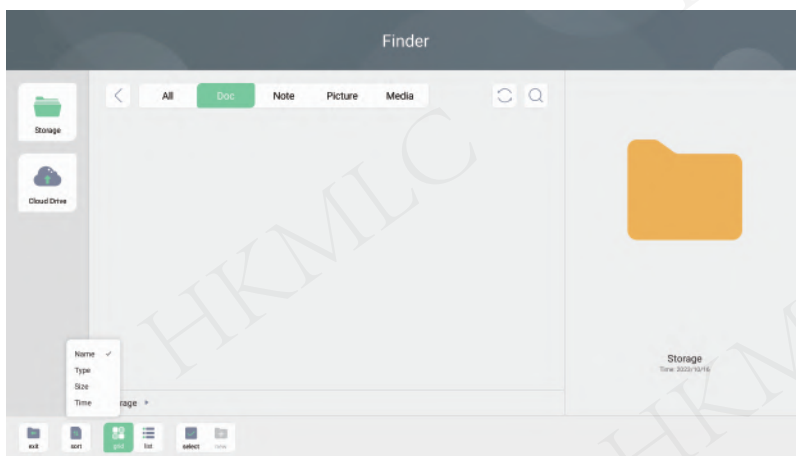 Finder
All Doc Note Picture Media
Storage
Cloud Drive
HKMLC
Name ✓
Type
Size
Time
rage
Storage
exit sort grid list select new